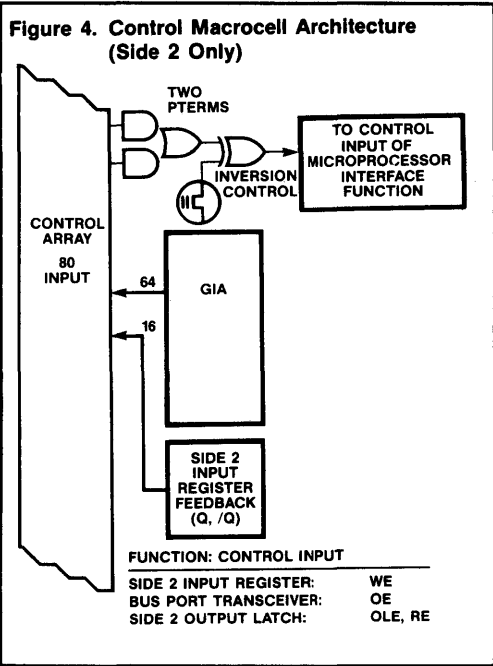 Figure 4. Control Macrocell Architecture
(Side 2 Only)
TWO
PTERMS
TO CONTROL
INPUT OF
MICROPROCESSOR
INTERFACE
FUNCTION
INVERSION
CONTROL
CONTROL
ARRAY
80
INPUT
64
GIA
16
SIDE 2
INPUT
REGISTER
FEEDBACK
(Q, /Q)
FUNCTION: CONTROL INPUT
SIDE 2 INPUT REGISTER: WE
BUS PORT TRANSCEIVER: OE
SIDE 2 OUTPUT LATCH: OLE, RE